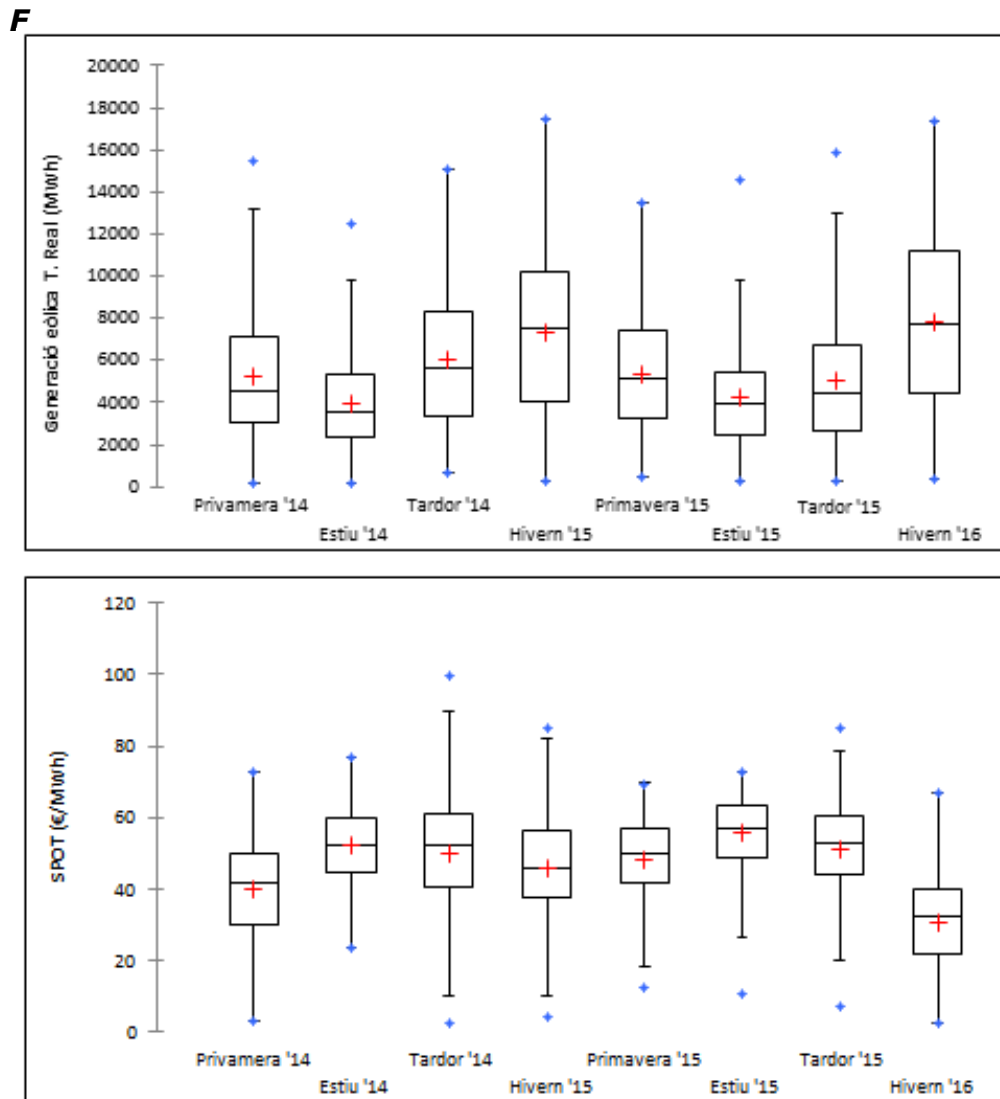 F
Generació eòlica T. Real (MWh)
20000
18000
16000
14000
12000
10000
8000
6000
4000
2000
0
Privamera '14
Estiu '14
Tardor '14
Hivern '15
Primavera '15
Estiu '15
Tardor '15
Hivern '16
SPOT (€/MWh)
120
100
80
60
40
20
0
Privamera '14
Estiu '14
Tardor '14
Hivern '15
Primavera '15
Estiu '15
Tardor '15
Hivern '16